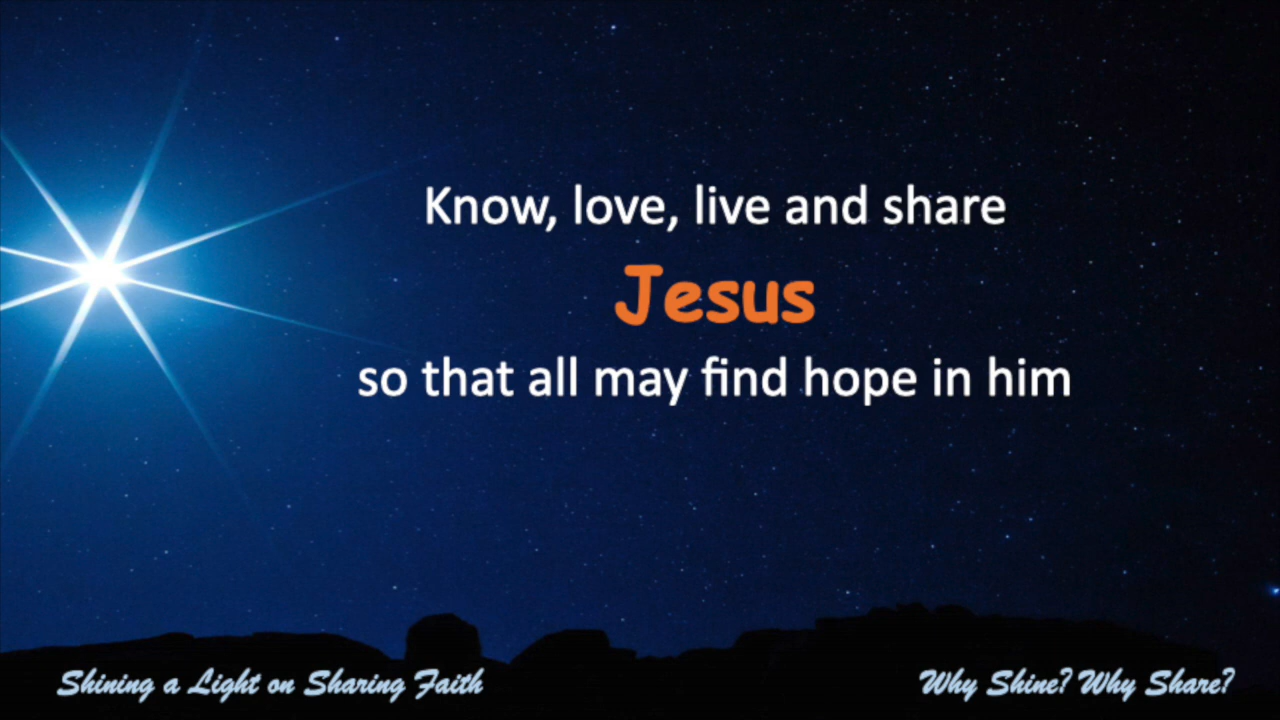 Know, love, live and share
Jesus
so that all may find hope in him
Shining a Light on Sharing Faith
Why Shine? Why Share?